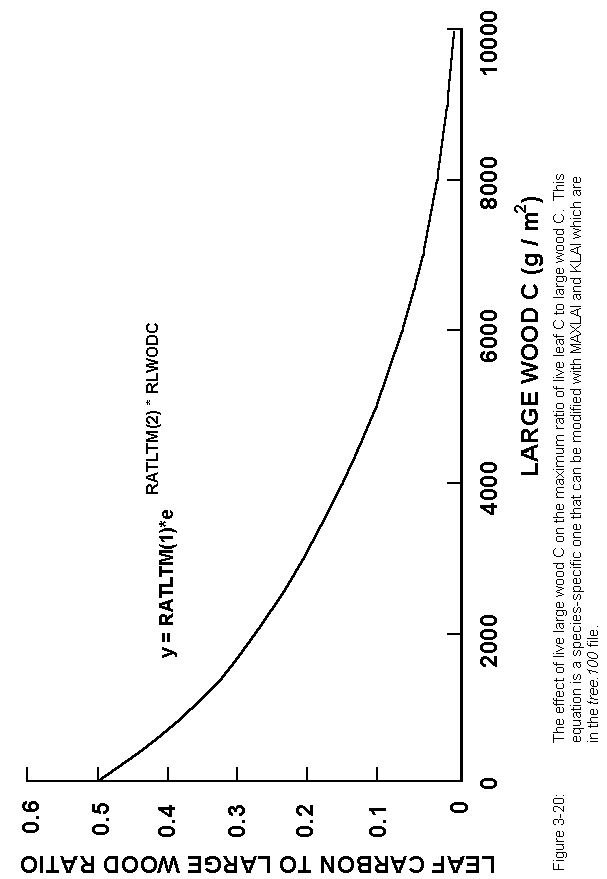 LEAF CARBON TO LARGE WOOD RATIO
0.6
0.5
0.4
0.3
0.2
0.1
0
y = RATLTM(1)*e RATLTM(2) * RLWODC
0 2000 4000 6000 8000 10000
LARGE WOOD C (g / m²)
Figure 3-20: The effect of live large wood C on the maximum ratio of live leaf C to large wood C. This
equation is a species-specific one that can be modified with MAXLAI and KLAI which are
in the tree.100 file.